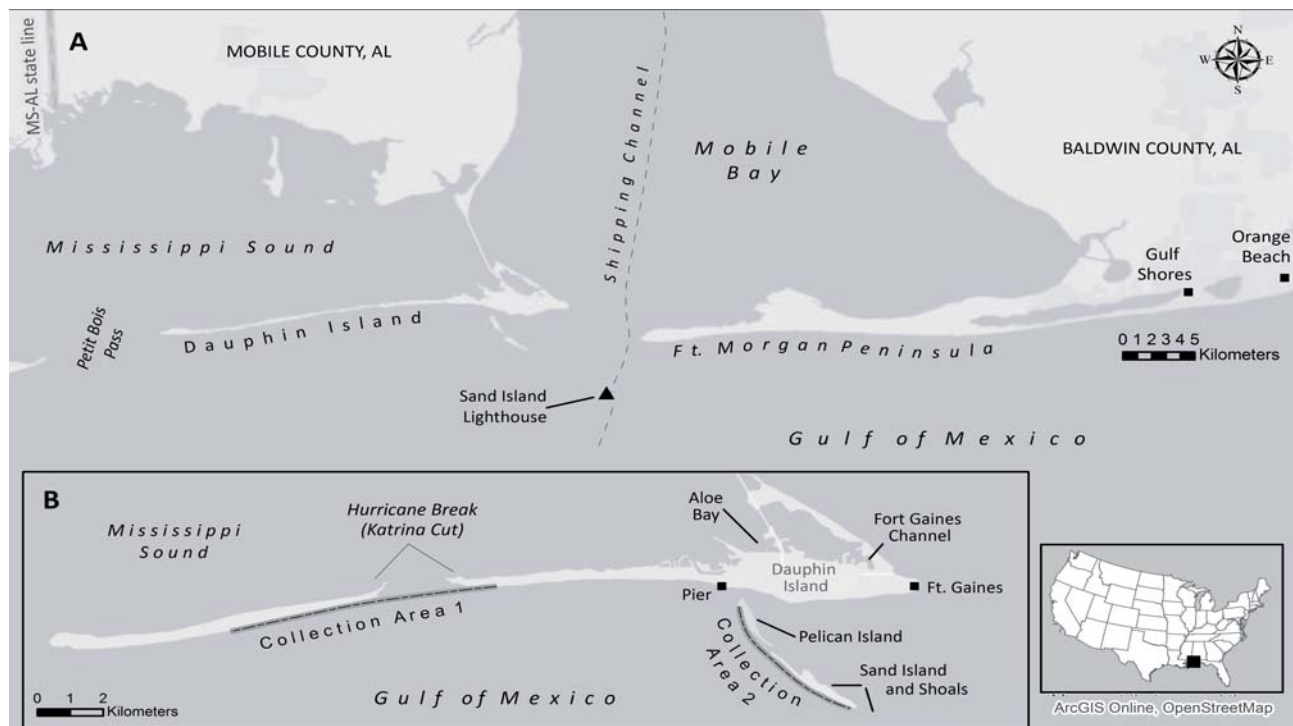 A
MS-AL state line
MOBILE COUNTY, AL
Shipping Channel
Mobile
Bay
N
W
E
S
BALDWIN COUNTY, AL
Mississippi Sound
Gulf
Shores
Orange
Beach
Petit Bois
Pass
Dauphin Island
Ft. Morgan Peninsula
0 1 2 3 4 5
Kilometers
Sand Island
Lighthouse
Gulf of Mexico
B
Mississippi
Sound
Hurricane Break
(Katrina Cut)
Aloe
Bay
Fort Gaines
Channel
Dauphin
Island
Pier
Ft. Gaines
Collection Area 1
Pelican Island
Collection
Area 2
Sand Island
and Shoals
0 1 2
Kilometers
Gulf of Mexico
ArcGIS Online, OpenStreetMap